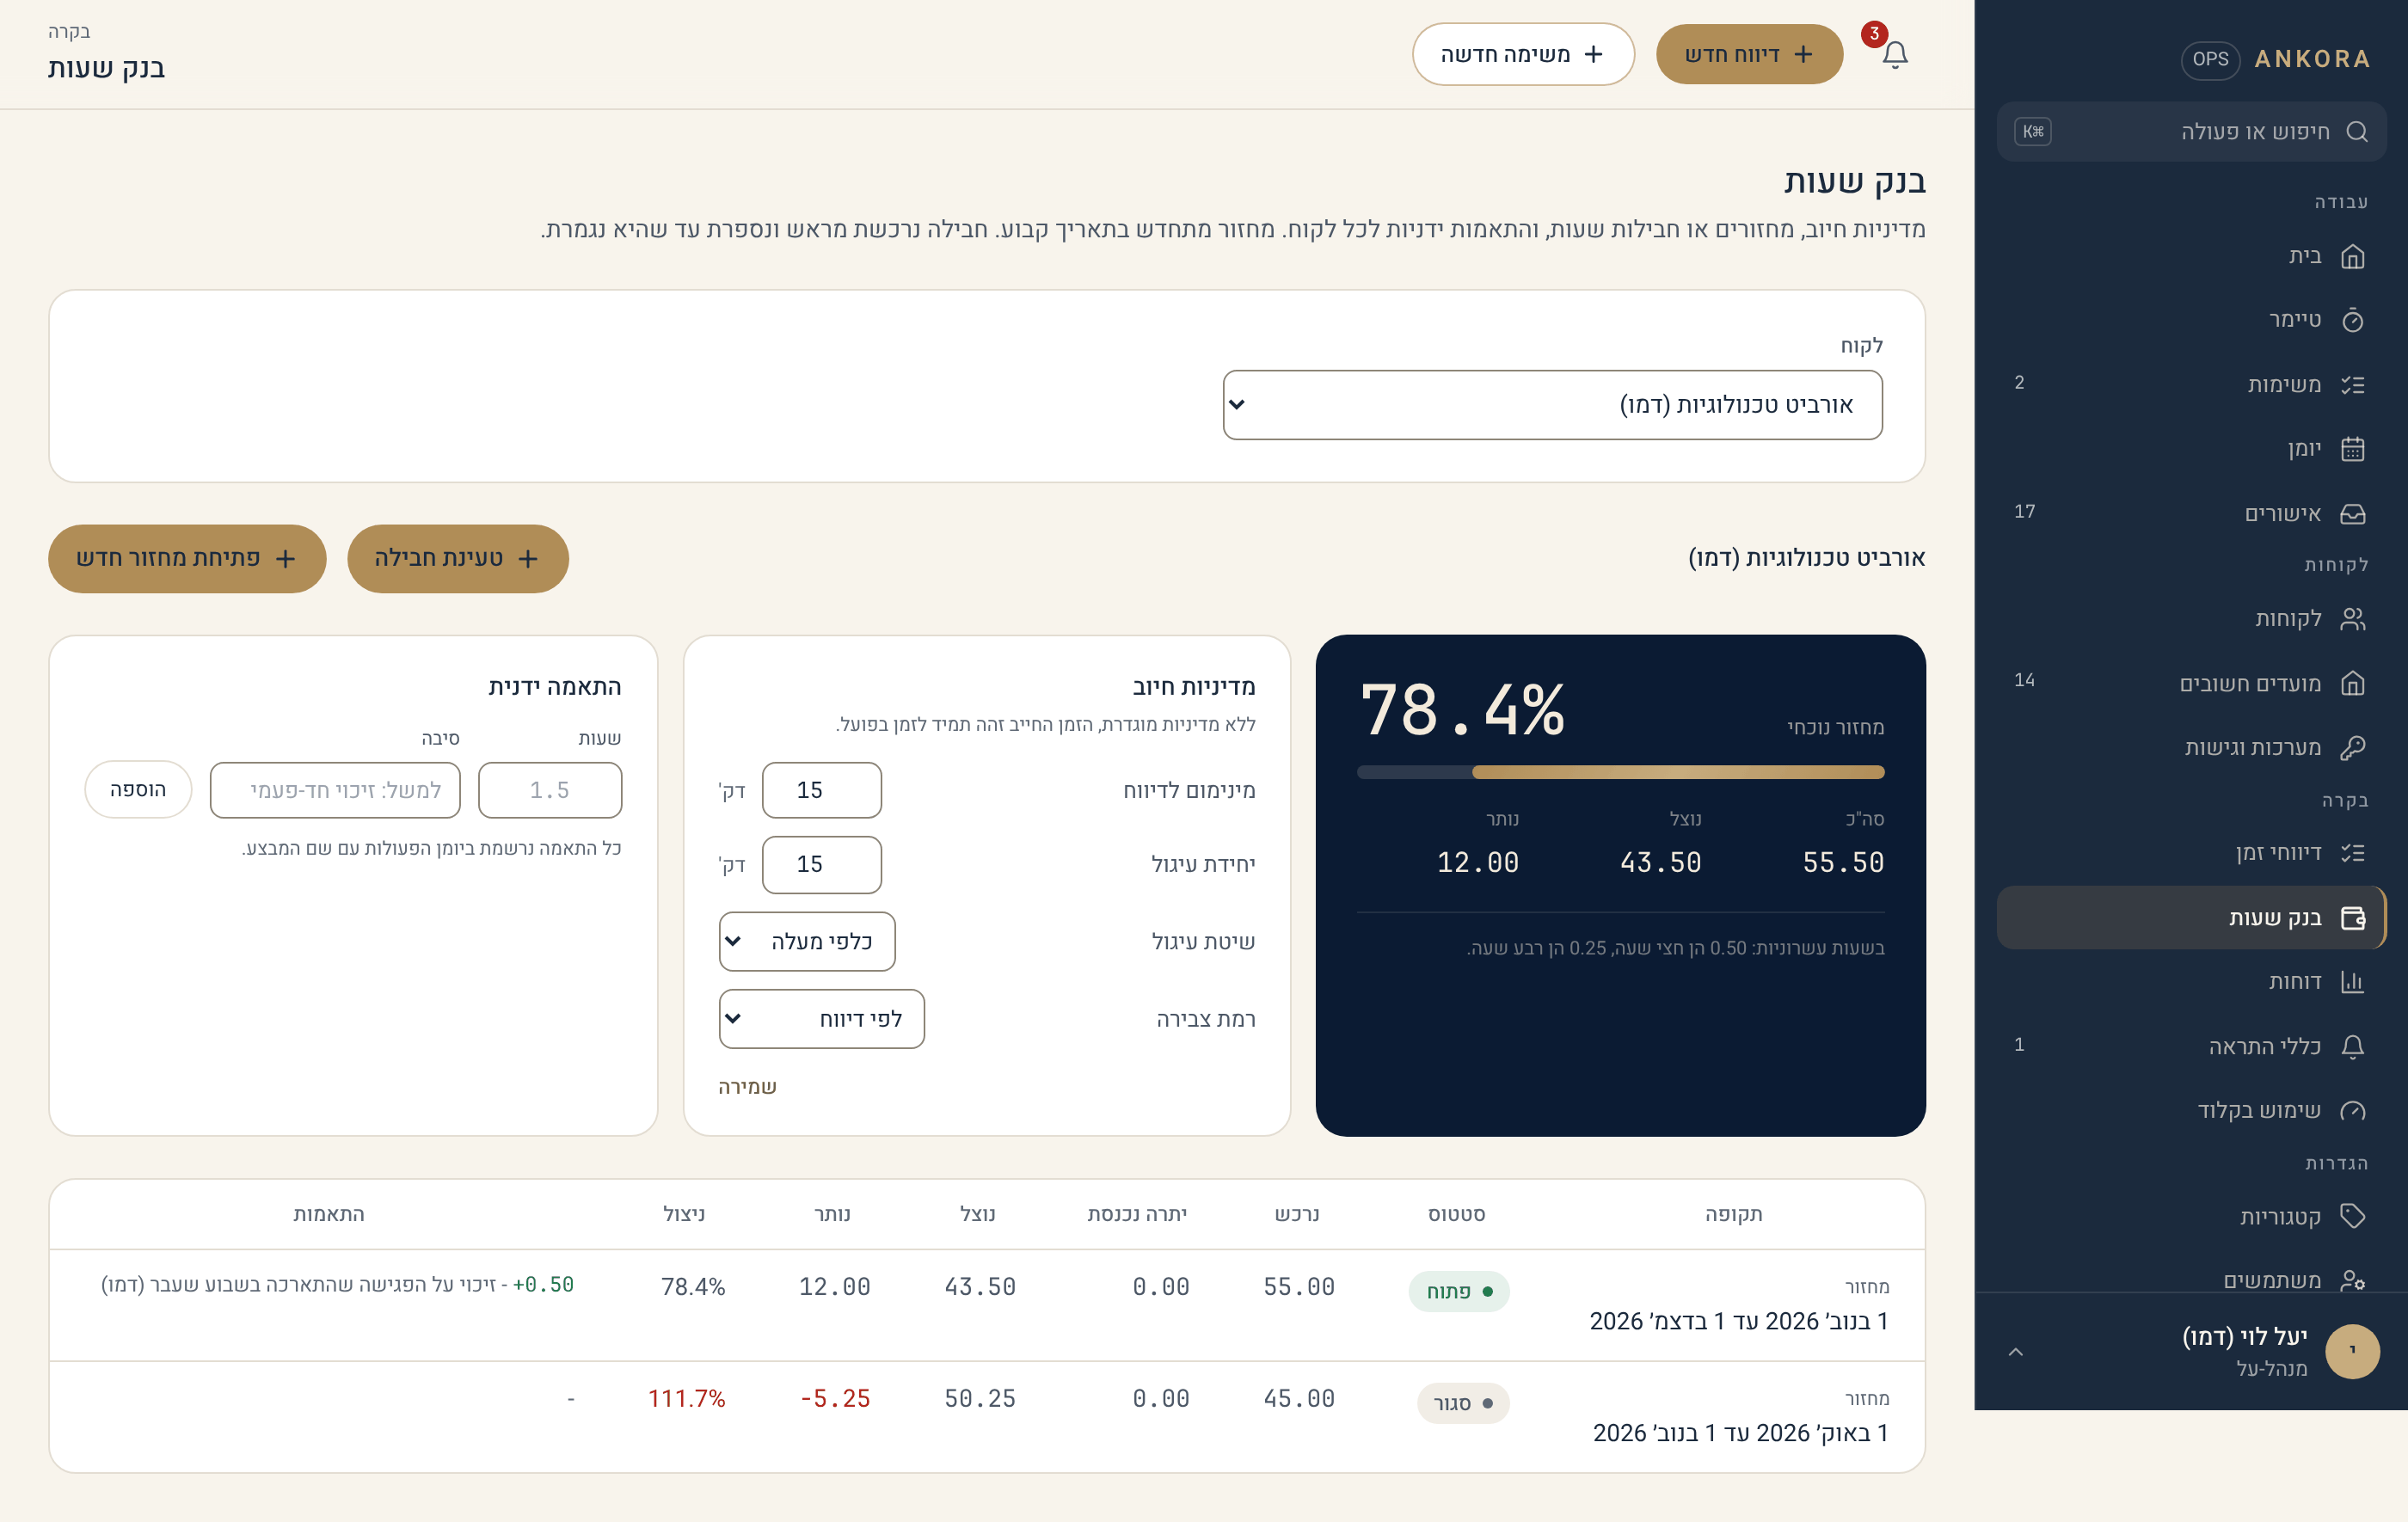 ANKORA OPS
חיפוש או פעולה
⌘K
עבודה
בית
טיימר
משימות 2
יומן
אישורים 17
לקוחות
לקוחות
מועדים חשובים 14
מערכות וגישות
בקרה
דיווחי זמן
בנק שעות
דוחות
כללי התראה 1
שימוש בקלוד
הגדרות
קטגוריות
משתמשים
י
יעל לוי (דמו)
מנהל-על
3
דיווח חדש
משימה חדשה
בקרה
בנק שעות
בנק שעות
מדיניות חיוב, מחזורים או חבילות שעות, והתאמות ידניות לכל לקוח. מחזור מתחדש בתאריך קבוע. חבילה נרכשת מראש ונספרת עד שהיא נגמרת.
לקוח
אורביט טכנולוגיות (דמו)
אורביט טכנולוגיות (דמו)
טעינת חבילה
פתיחת מחזור חדש
מחזור נוכחי 78.4%
סה"כ נוצל נותר
55.50 43.50 12.00
בשעות עשרוניות: 0.50 הן חצי שעה, 0.25 הן רבע שעה.
מדיניות חיוב
ללא מדיניות מוגדרת, הזמן החייב זהה תמיד לזמן בפועל.
מינימום לדיווח 15 דק'
יחידת עיגול 15 דק'
שיטת עיגול כלפי מעלה
רמת צבירה לפי דיווח
שמירה
התאמה ידנית
שעות סיבה
1.5 למשל: זיכוי חד-פעמי הוספה
כל התאמה נרשמת ביומן הפעולות עם שם המבצע.
תקופה סטטוס נרכש יתרה נכנסת נוצל נותר ניצול התאמות
מחזור
1 בנוב׳ 2026 עד 1 בדצמ׳ 2026
פתוח 55.00 0.00 43.50 12.00 78.4% +0.50 - זיכוי על הפגישה שהתארכה בשבוע שעבר (דמו)
מחזור
1 באוק׳ 2026 עד 1 בנוב׳ 2026
סגור 45.00 0.00 50.25 -5.25 111.7% -